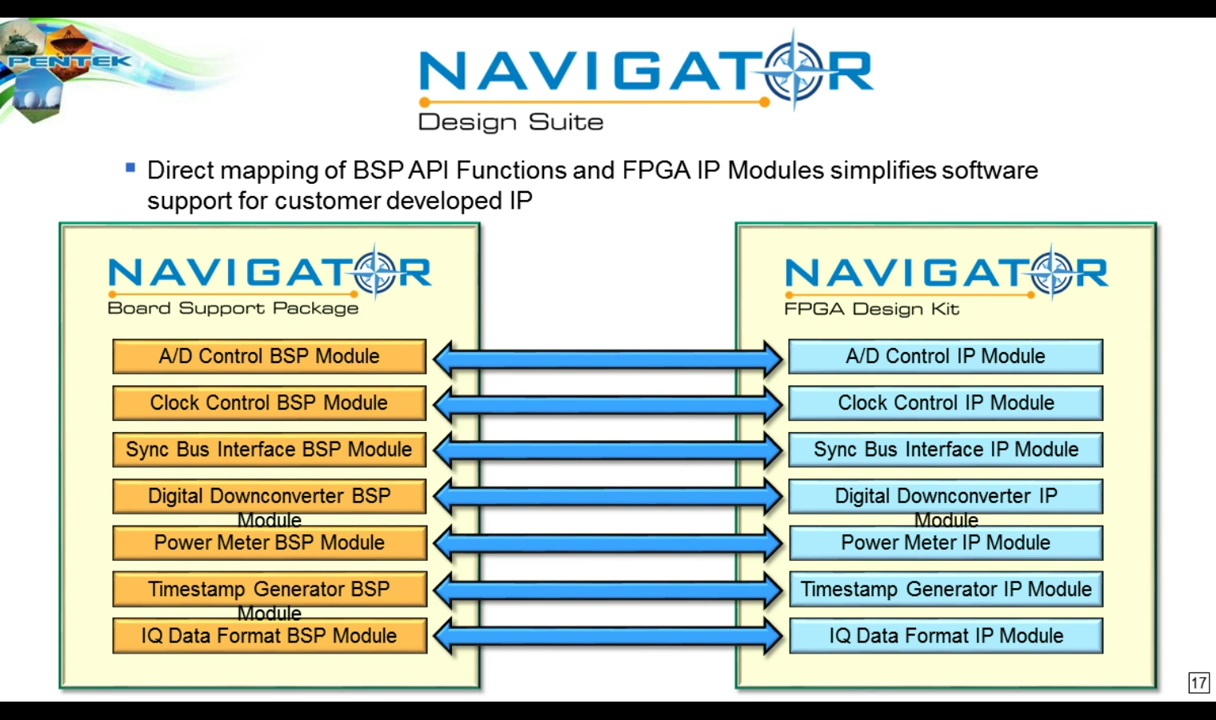 PENTEK
NAVIGATOR
Design Suite
Direct mapping of BSP API Functions and FPGA IP Modules simplifies software
support for customer developed IP
NAVIGATOR
Board Support Package
A/D Control BSP Module
Clock Control BSP Module
Sync Bus Interface BSP Module
Digital Downconverter BSP
Module
Power Meter BSP Module
Timestamp Generator BSP
Module
IQ Data Format BSP Module
NAVIGATOR
FPGA Design Kit
A/D Control IP Module
Clock Control IP Module
Sync Bus Interface IP Module
Digital Downconverter IP
Module
Power Meter IP Module
Timestamp Generator IP Module
IQ Data Format IP Module
17